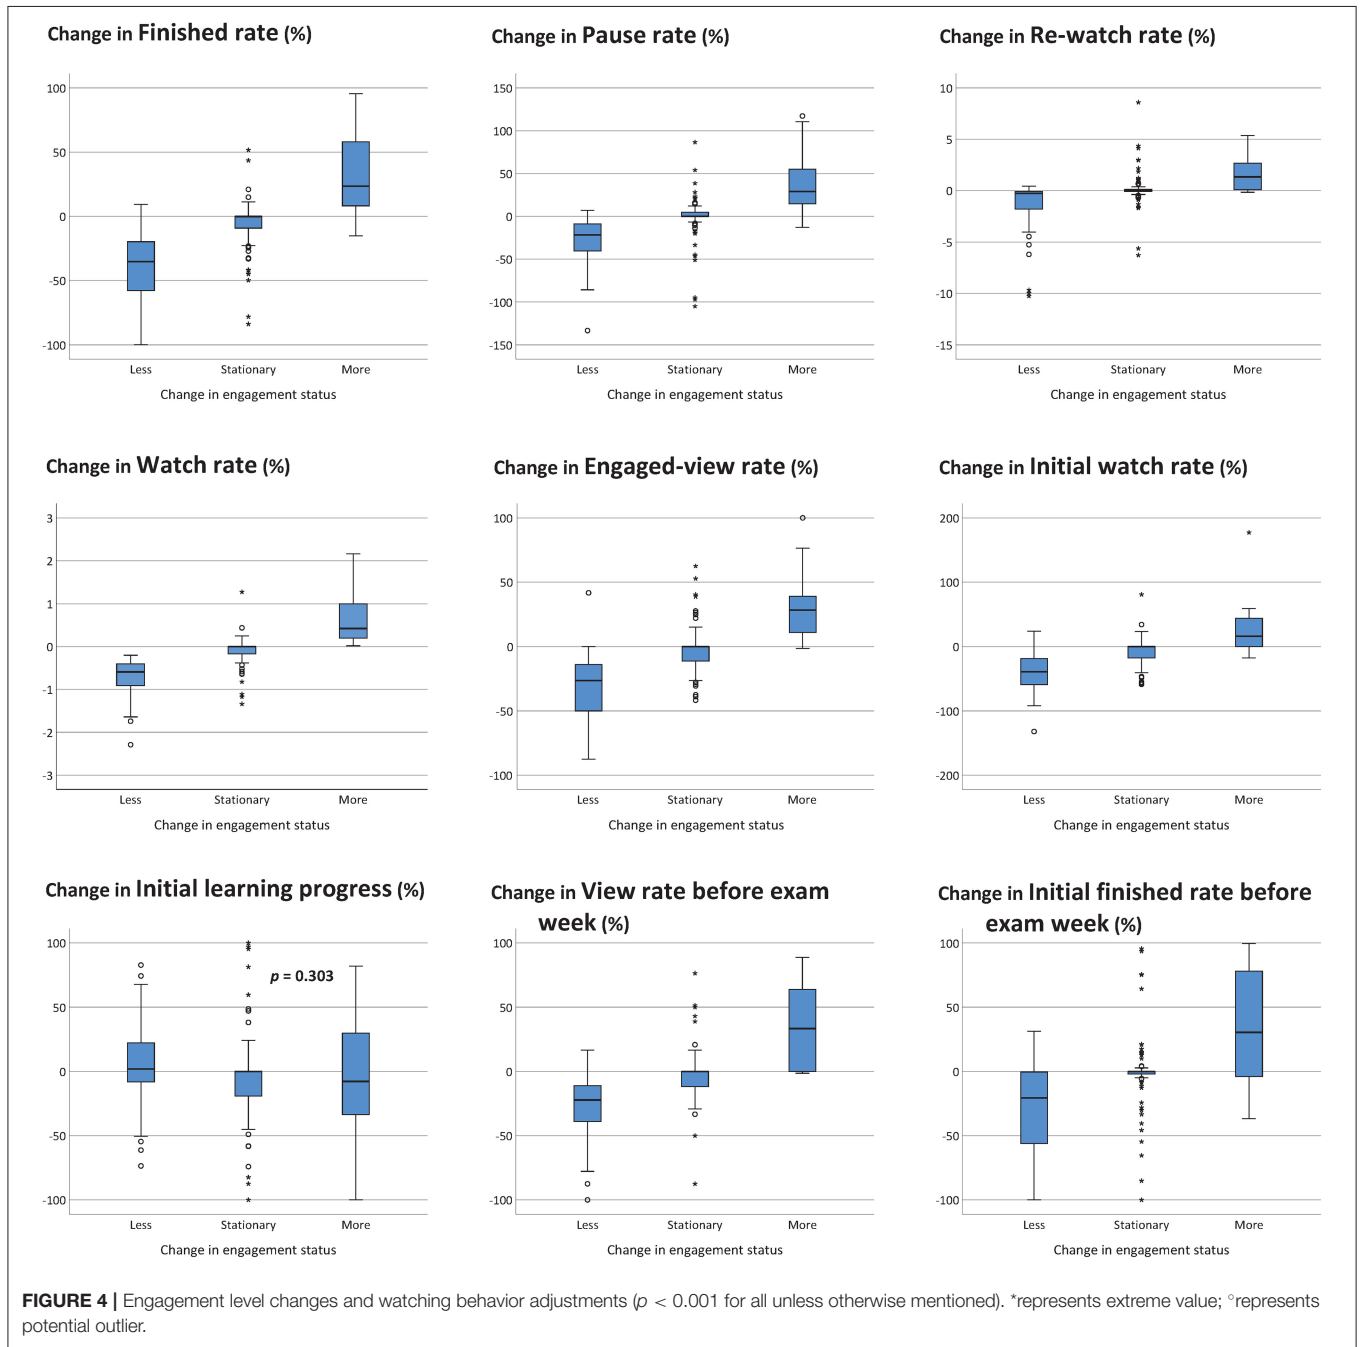 Change in Finished rate (%)
100
50
0
-50
-100
Less Stationary More
Change in engagement status
Change in Pause rate (%)
150
100
50
0
-50
-100
-150
Less Stationary More
Change in engagement status
Change in Re-watch rate (%)
10
5
0
-5
-10
-15
Less Stationary More
Change in engagement status
Change in Watch rate (%)
3
2
1
0
-1
-2
-3
Less Stationary More
Change in engagement status
Change in Engaged-view rate (%)
100
50
0
-50
-100
Less Stationary More
Change in engagement status
Change in Initial watch rate (%)
200
100
0
-100
-200
Less Stationary More
Change in engagement status
Change in Initial learning progress (%)
100
p = 0.303
50
0
-50
-100
Less Stationary More
Change in engagement status
Change in View rate before exam
week (%)
100
50
0
-50
-100
Less Stationary More
Change in engagement status
Change in Initial finished rate before
exam week (%)
100
50
0
-50
-100
Less Stationary More
Change in engagement status
FIGURE 4 | Engagement level changes and watching behavior adjustments (p < 0.001 for all unless otherwise mentioned). *represents extreme value; °represents
potential outlier.